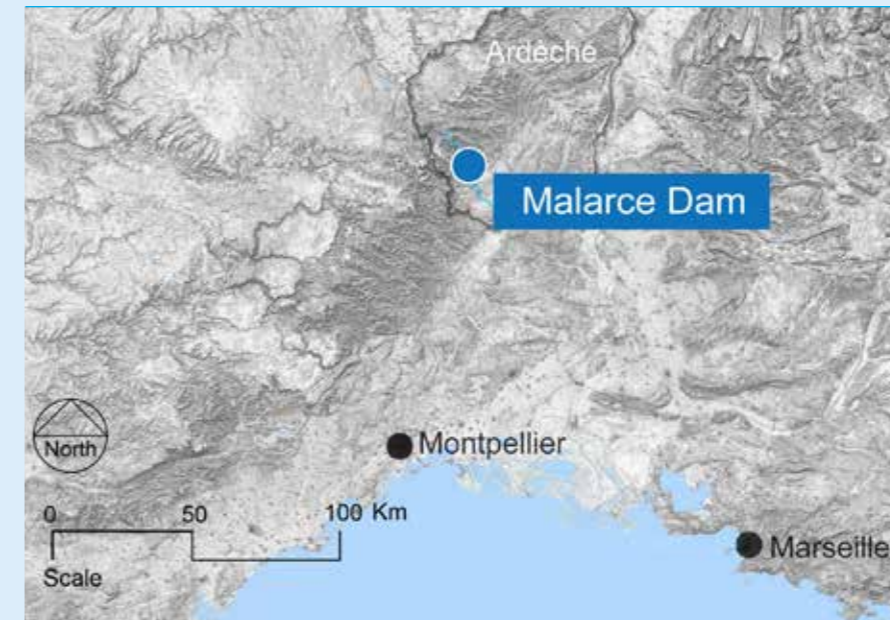 Ardèche
Malarce Dam
North
Montpellier
0 50 100 Km
Scale
Marseille